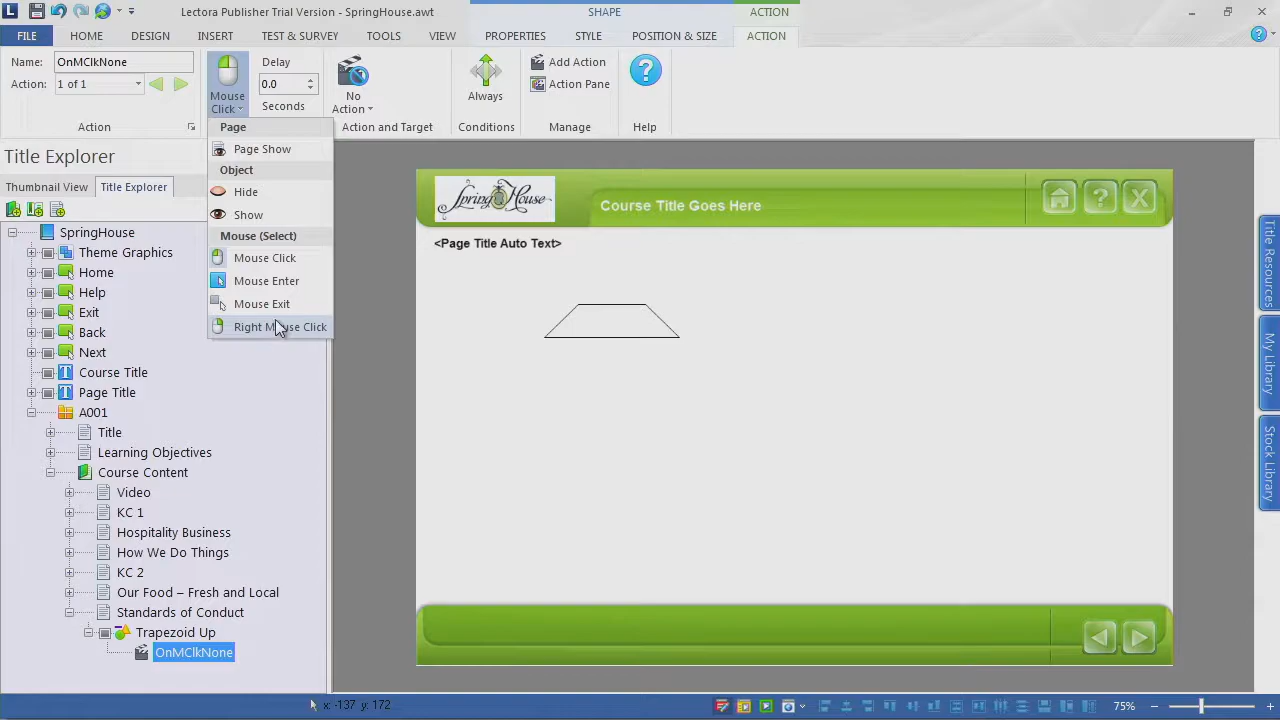 Lectora Publisher Trial Version - SpringHouse.awt
SHAPE
ACTION
FILE
HOME
DESIGN
INSERT
TEST & SURVEY
TOOLS
VIEW
PROPERTIES
STYLE
POSITION & SIZE
ACTION
Name:
OnMClkNone
Action:
1 of 1
Action
Mouse
Click
Delay
0.0
Seconds
No
Action
Action and Target
Always
Conditions
Add Action
Action Pane
Manage
Help
Page
Page Show
Object
Hide
Show
Mouse (Select)
Mouse Click
Mouse Enter
Mouse Exit
Right Mouse Click
Title Explorer
Thumbnail View
Title Explorer
SpringHouse
Theme Graphics
Home
Help
Exit
Back
Next
Course Title
Page Title
A001
Title
Learning Objectives
Course Content
Video
KC 1
Hospitality Business
How We Do Things
KC 2
Our Food – Fresh and Local
Standards of Conduct
Trapezoid Up
OnMClkNone
Spring House
Course Title Goes Here
<Page Title Auto Text>
Title Resources
My Library
Stock Library
x: -137 y: 172
75%